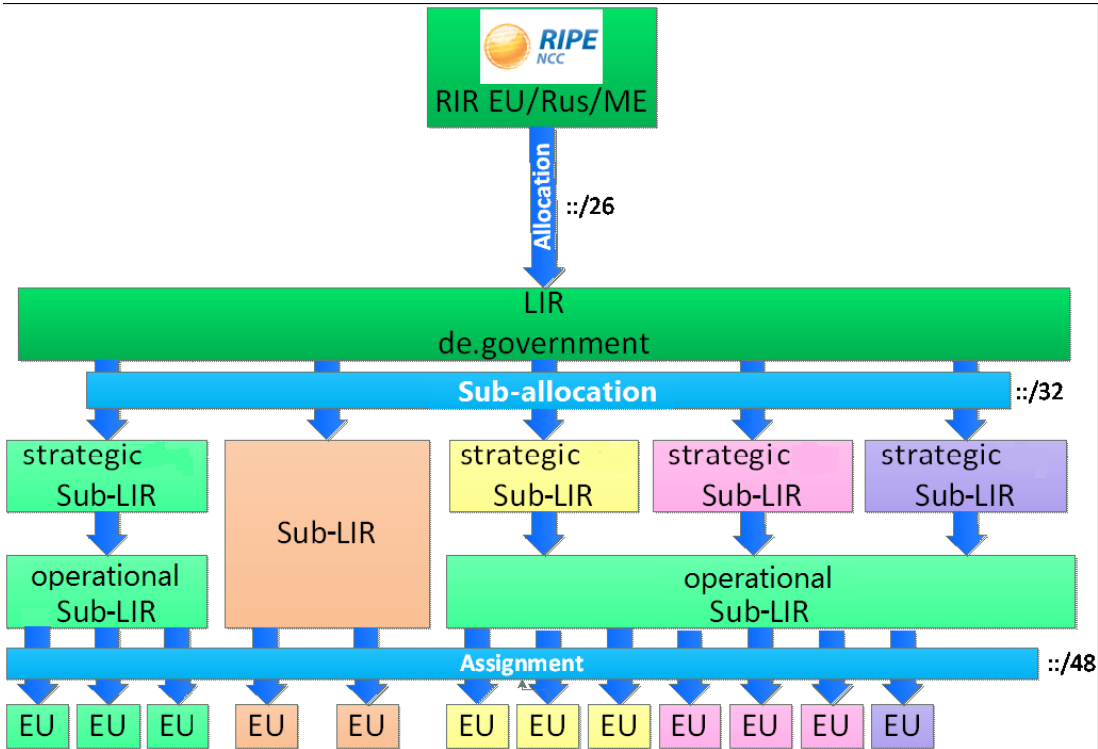 RIPE
NCC
RIR EU/Rus/ME
Allocation
::/26
LIR
de.government
Sub-allocation
::/32
strategic
Sub-LIR
Sub-LIR
strategic
Sub-LIR
strategic
Sub-LIR
strategic
Sub-LIR
operational
Sub-LIR
operational
Sub-LIR
Assignment
::/48
EU
EU
EU
EU
EU
EU
EU
EU
EU
EU
EU
EU